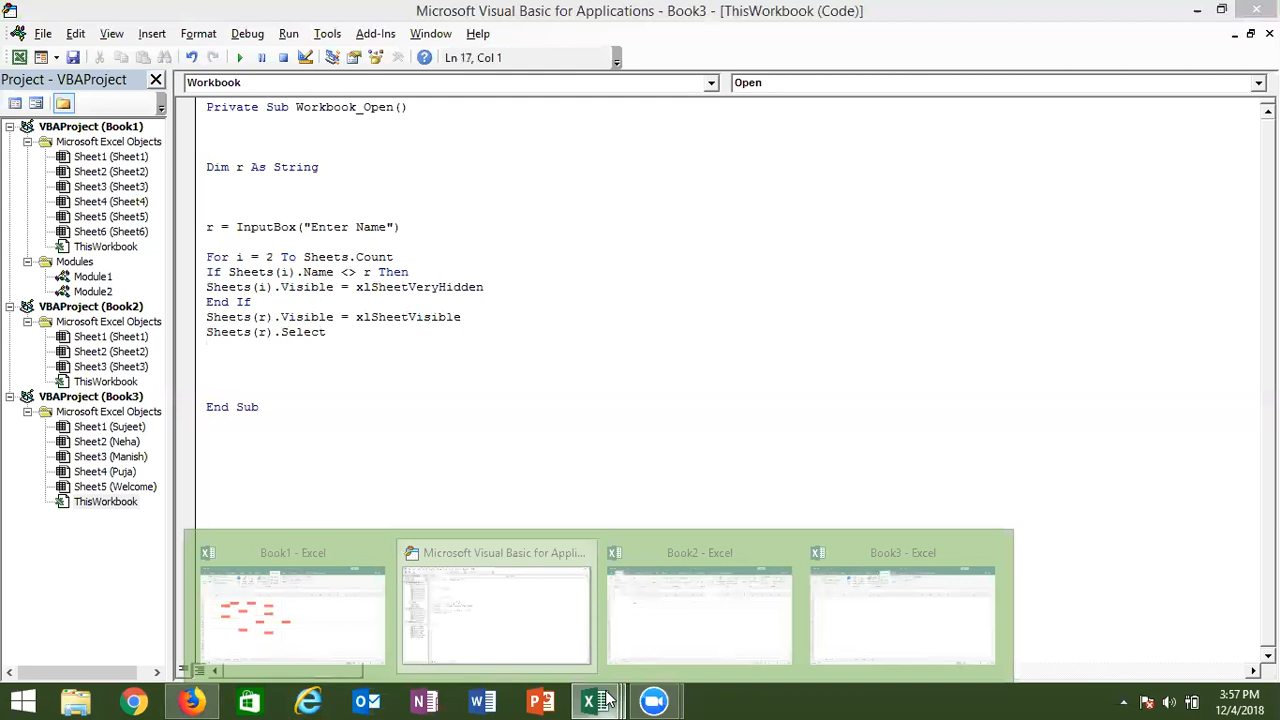 Microsoft Visual Basic for Applications - Book3 - [ThisWorkbook (Code)]
File Edit View Insert Format Debug Run Tools Add-Ins Window Help
Ln 17, Col 1
Project - VBAProject
Workbook
Open
VBAProject (Book1)
Microsoft Excel Objects
Sheet1 (Sheet1)
Sheet2 (Sheet2)
Sheet3 (Sheet3)
Sheet4 (Sheet4)
Sheet5 (Sheet5)
Sheet6 (Sheet6)
ThisWorkbook
Modules
Module1
Module2
VBAProject (Book2)
Microsoft Excel Objects
Sheet1 (Sheet1)
Sheet2 (Sheet2)
Sheet3 (Sheet3)
ThisWorkbook
VBAProject (Book3)
Microsoft Excel Objects
Sheet1 (Sujeet)
Sheet2 (Neha)
Sheet3 (Manish)
Sheet4 (Puja)
Sheet5 (Welcome)
ThisWorkbook
Private Sub Workbook_Open()
Dim r As String
r = InputBox("Enter Name")
For i = 2 To Sheets.Count
If Sheets(i).Name <> r Then
Sheets(i).Visible = xlSheetVeryHidden
End If
Sheets(r).Visible = xlSheetVisible
Sheets(r).Select
End Sub
Book1 - Excel
Microsoft Visual Basic for Appli...
Book2 - Excel
Book3 - Excel
3:57 PM
12/4/2018